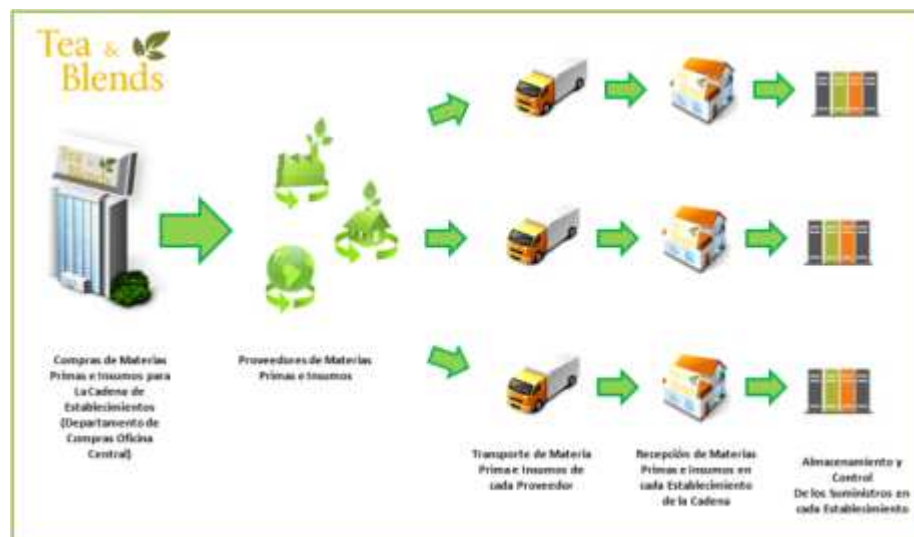 Tea &
Blends
Compras de Materias
Primas e Insumos para
La Cadena de
Establecimientos
(Departamento de
Compras Oficina
Central)
Proveedores de Materias
Primas e Insumos
Transporte de Materia
Prima e Insumos de
cada Proveedor
Recepción de Materias
Primas e Insumos en
cada Establecimiento
de la Cadena
Almacenamiento y
Control
De los Suministros en
cada Establecimiento